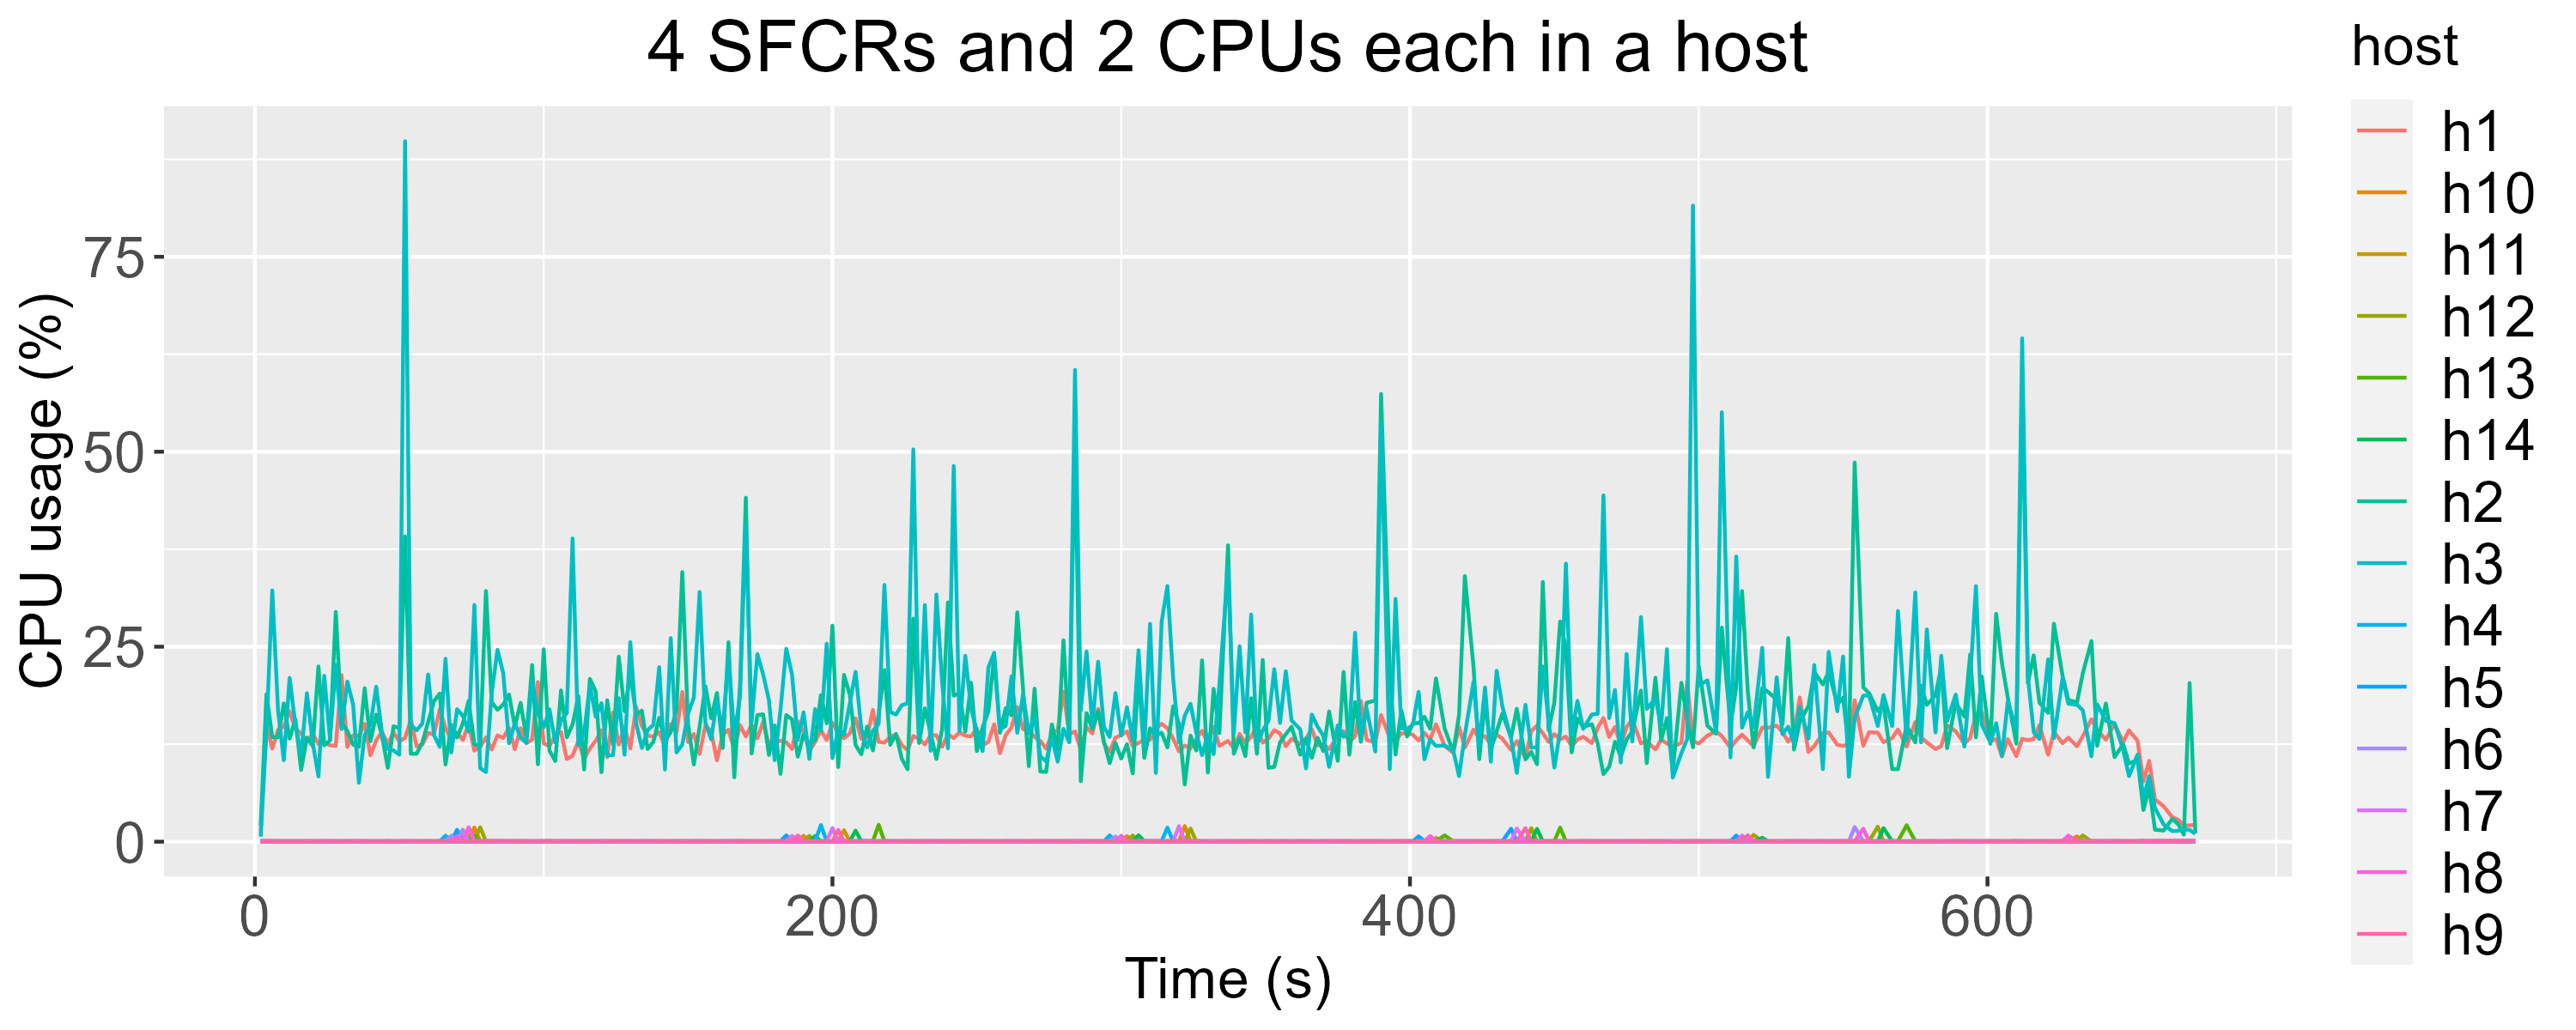 4 SFCRs and 2 CPUs each in a host
host
h1
h10
h11
h12
h13
h14
h2
h3
h4
h5
h6
h7
h8
h9
CPU usage (%)
75
50
25
0
0 200 400 600
Time (s)